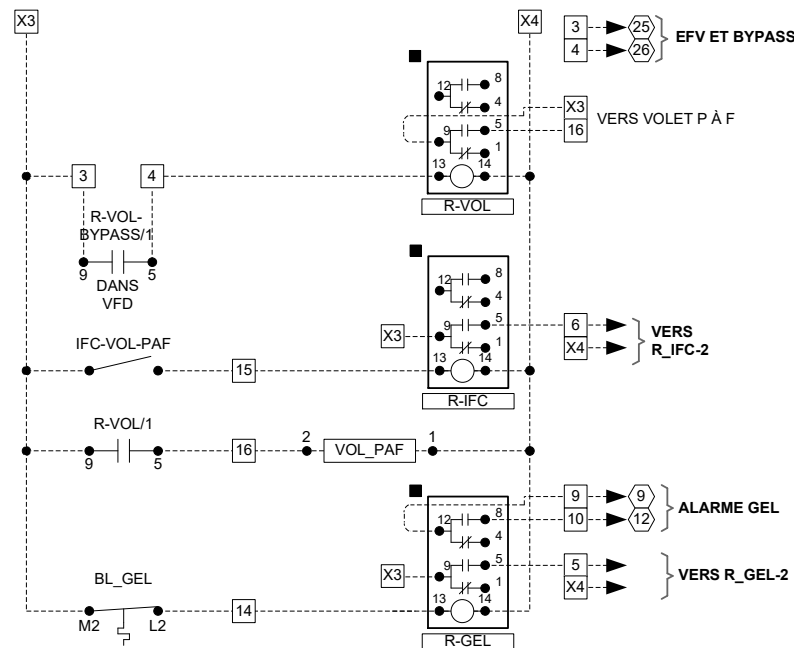 X3
X4
3
25
4
26
EFV ET BYPASS
12
8
4
9
5
1
13
14
R-VOL
X3
16
VERS VOLET P À F
3
4
R-VOL-
BYPASS/1
9
5
DANS
VFD
12
8
4
X3
9
5
1
13
14
R-IFC
6
X4
VERS
R_IFC-2
IFC-VOL-PAF
15
R-VOL/1
9
5
16
2
VOL_PAF
1
12
8
4
X3
9
5
1
13
14
R-GEL
9
9
10
12
ALARME GEL
5
X4
VERS R_GEL-2
BL_GEL
M2
L2
14